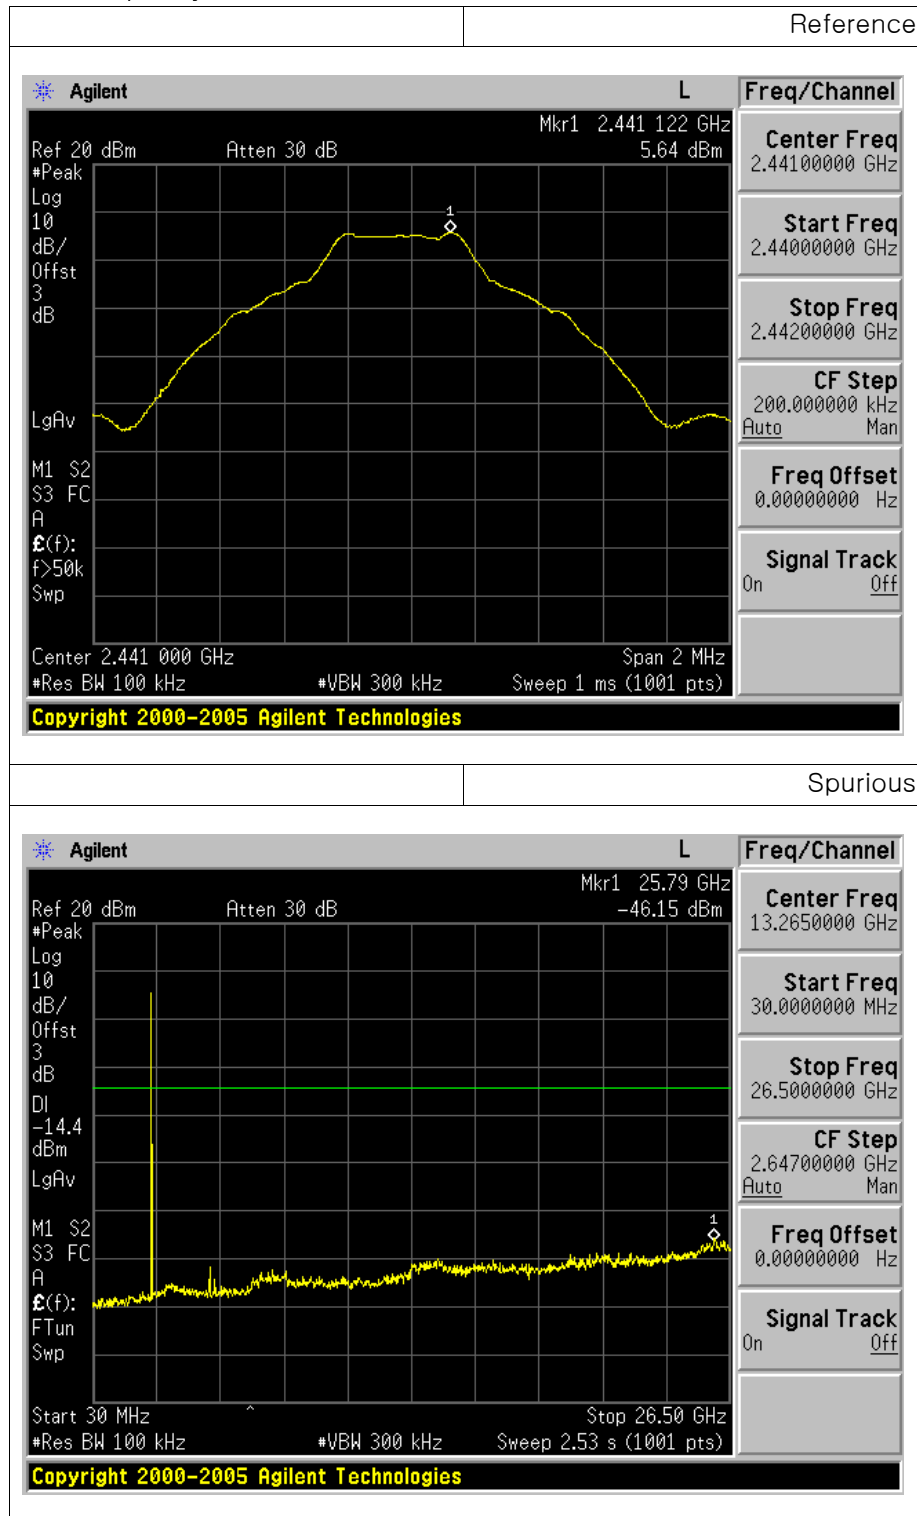 Reference
Agilent L Freq/Channel
Mkr1 2.441 122 GHz
Ref 20 dBm Atten 30 dB 5.64 dBm
#Peak
Log
10
dB/
Offst
3
dB
LgAv
M1 S2
S3 FC
A
£(f):
f>50k
Swp
1
Center 2.441 000 GHz Span 2 MHz
#Res BW 100 kHz #VBW 300 kHz Sweep 1 ms (1001 pts)
Copyright 2000-2005 Agilent Technologies
Center Freq
2.44100000 GHz
Start Freq
2.44000000 GHz
Stop Freq
2.44200000 GHz
CF Step
200.000000 kHz
Auto Man
Freq Offset
0.00000000 Hz
Signal Track
On Off
Spurious
Agilent L Freq/Channel
Mkr1 25.79 GHz
Ref 20 dBm Atten 30 dB -46.15 dBm
#Peak
Log
10
dB/
Offst
3
dB
DI
-14.4
dBm
LgAv
M1 S2
S3 FC
A
£(f):
FTun
Swp
1
Start 30 MHz ^ Stop 26.50 GHz
#Res BW 100 kHz #VBW 300 kHz Sweep 2.53 s (1001 pts)
Copyright 2000-2005 Agilent Technologies
Center Freq
13.2650000 GHz
Start Freq
30.0000000 MHz
Stop Freq
26.5000000 GHz
CF Step
2.64700000 GHz
Auto Man
Freq Offset
0.00000000 Hz
Signal Track
On Off